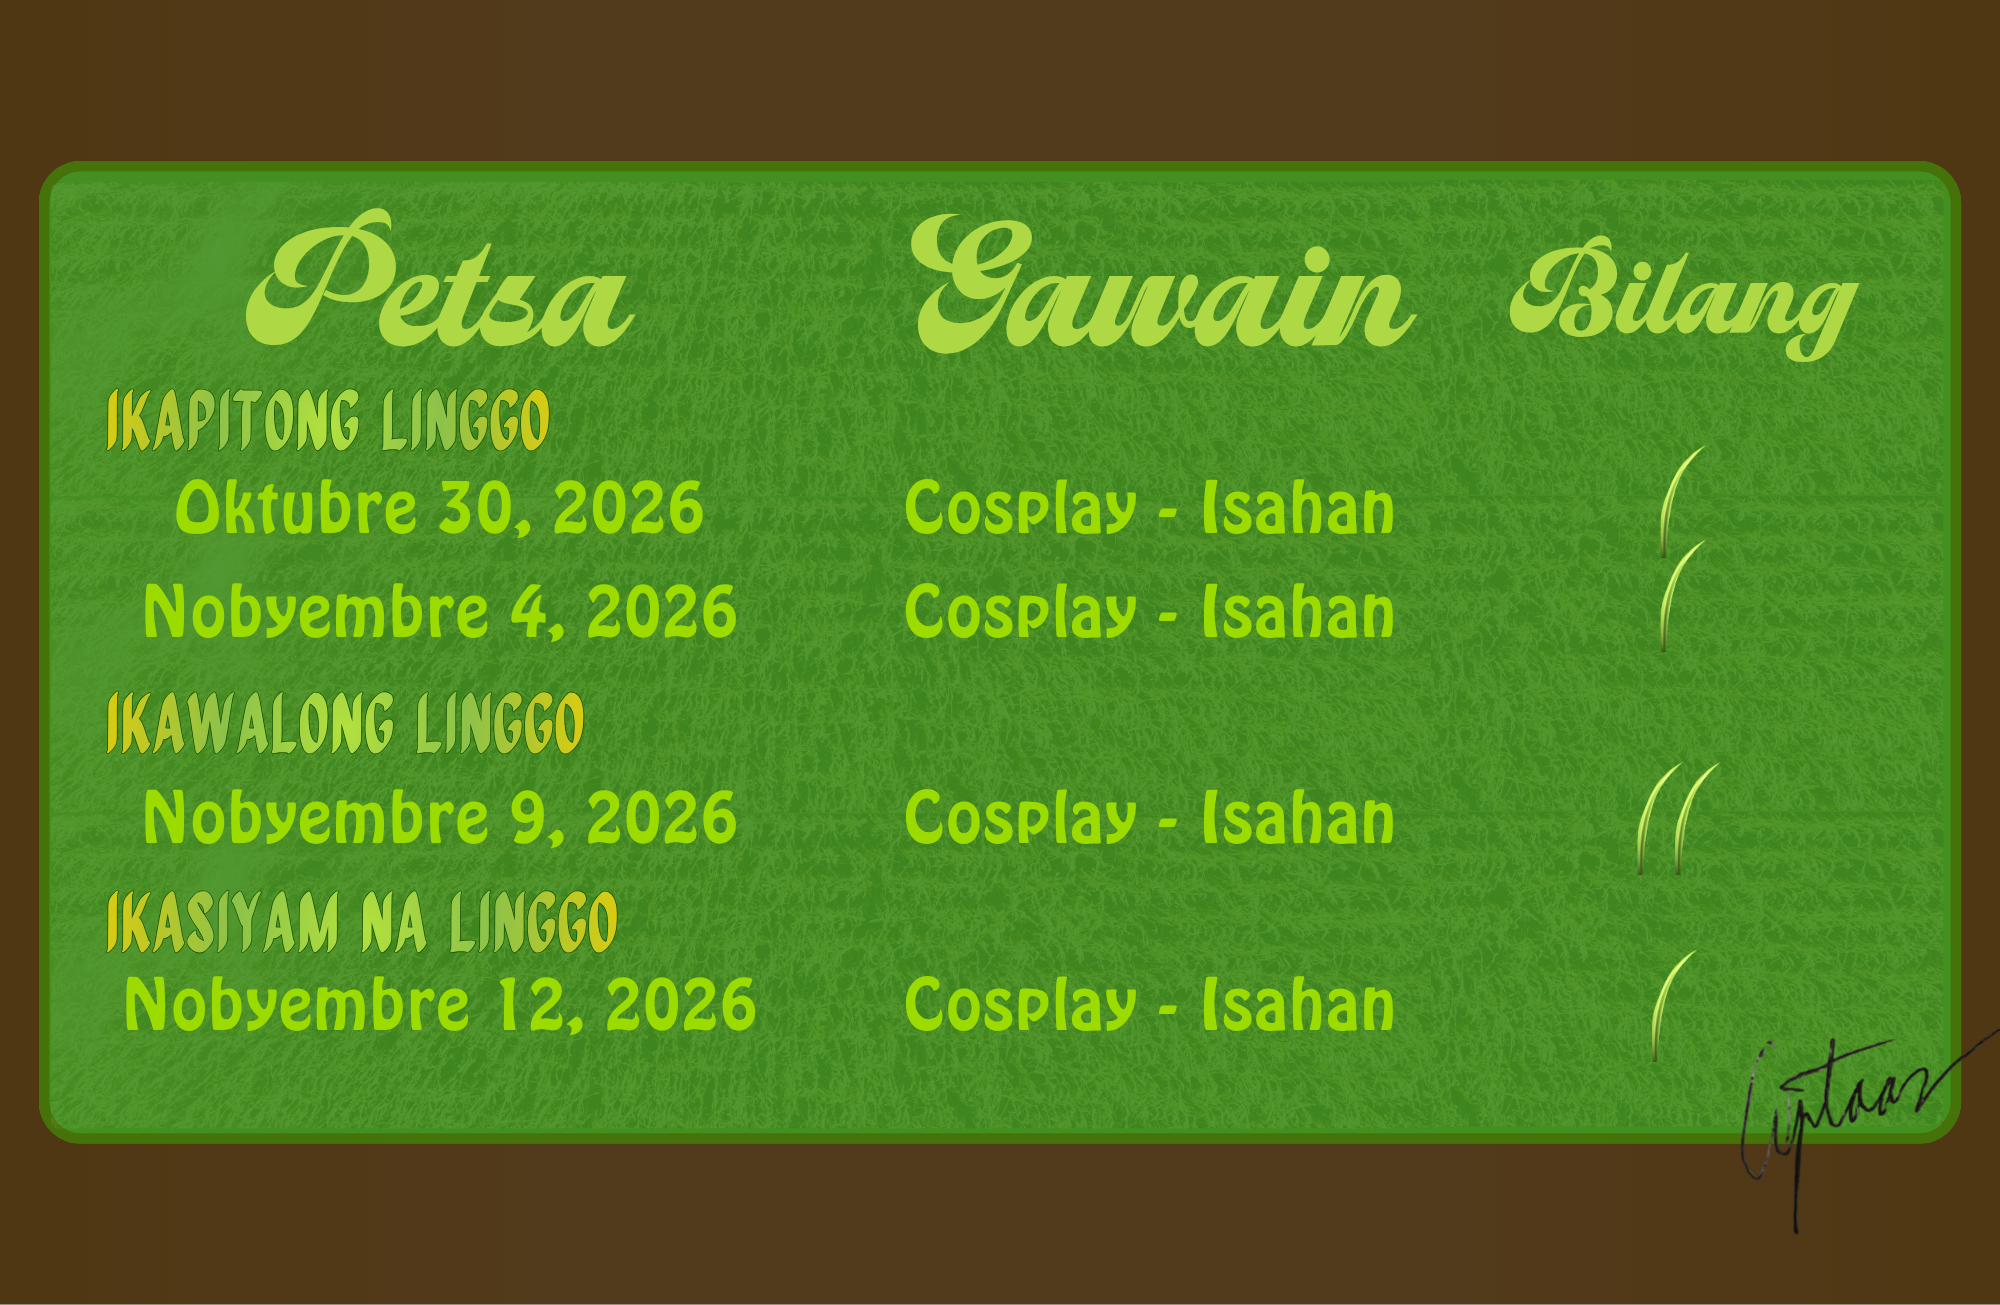 Petsa Gawain Bilang
IKAPITONG LINGGO
Oktubre 30, 2026 Cosplay - Isahan
Nobyembre 4, 2026 Cosplay - Isahan
IKAWALONG LINGGO
Nobyembre 9, 2026 Cosplay - Isahan
IKASIYAM NA LINGGO
Nobyembre 12, 2026 Cosplay - Isahan